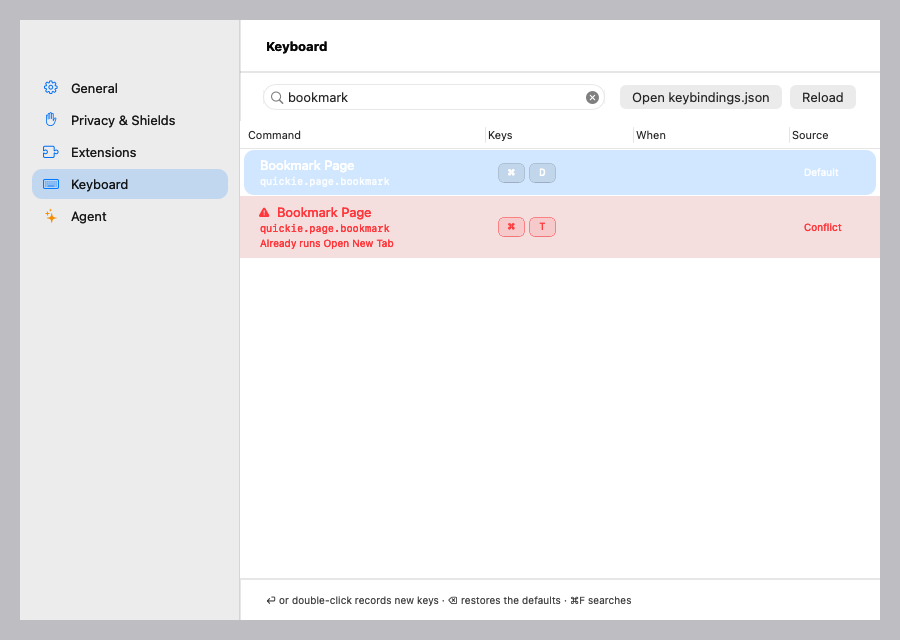 Keyboard
General
Privacy & Shields
Extensions
Keyboard
Agent
bookmark
Open keybindings.json
Reload
Command Keys When Source
Bookmark Page
quickie.page.bookmark
⌘ D
Default
Bookmark Page
quickie.page.bookmark
Already runs Open New Tab
⌘ T
Conflict
↩ or double-click records new keys · ⌫ restores the defaults · ⌘F searches